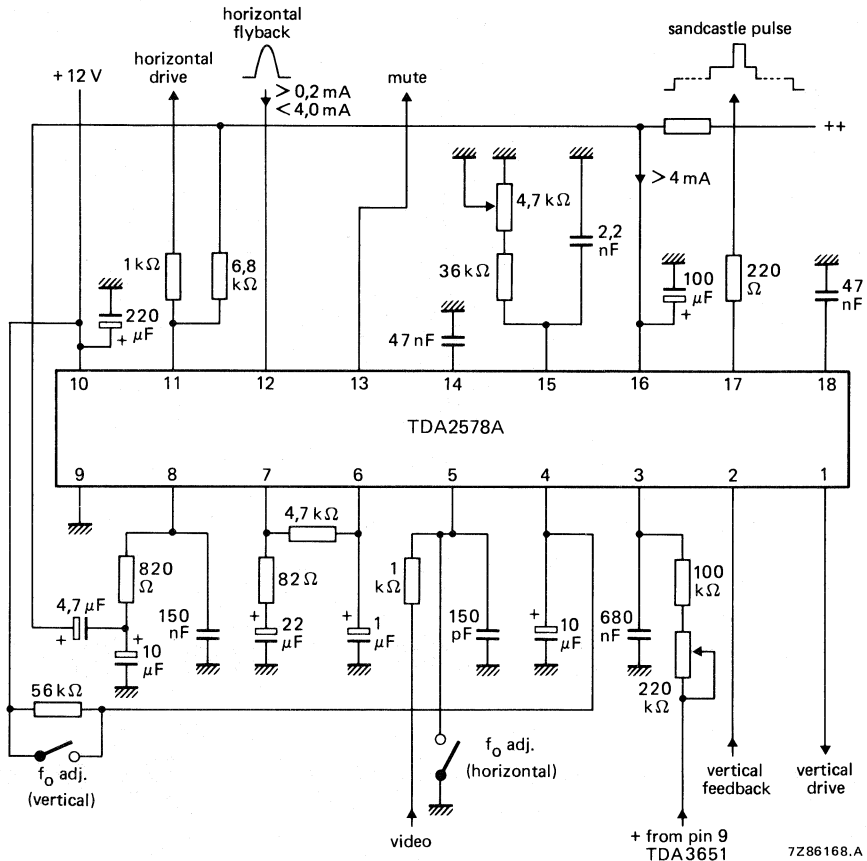 horizontal
flyback
sandcastle pulse
+ 12 V
horizontal
drive
> 0,2 mA
< 4,0 mA
mute
++
> 4 mA
4,7 kΩ
2,2
nF
1 kΩ
6,8
kΩ
36 kΩ
100
μF
+
220
Ω
47
nF
220
μF
+
47 nF
10
11
12
13
14
15
16
17
18
TDA2578A
9
8
7
6
5
4
3
2
1
4,7 kΩ
820
Ω
82 Ω
1
kΩ
100
kΩ
4,7 μF
+
150
nF
+
22
μF
+
1
μF
150
pF
+
10
μF
680
nF
+
10
μF
220
kΩ
56 kΩ
fo adj.
(vertical)
fo adj.
(horizontal)
vertical
feedback
vertical
drive
video
+ from pin 9
TDA3651
7Z86168.A